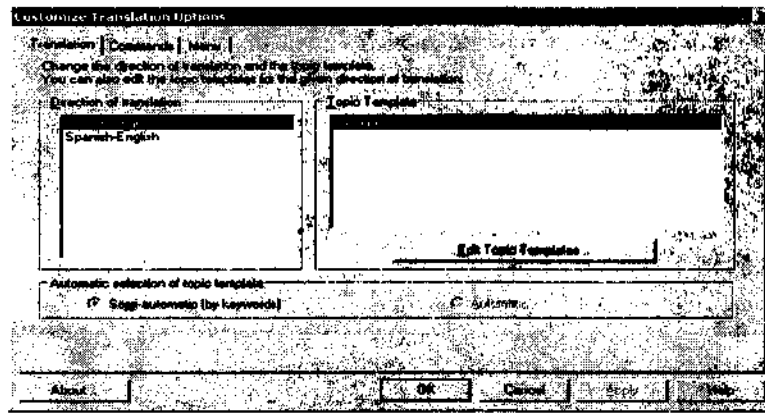 Customize Translation Options
Translation Commands Menu
Change the direction of translation and the topic template.
You can also edit the topic templates for the given direction of translation.
Direction of translation
Topic Template
Spanish-English
Edit Topic Templates
Automatic selection of topic template
Semi-automatic (by keywords)
Automatic
About
OK
Cancel
Apply
Help